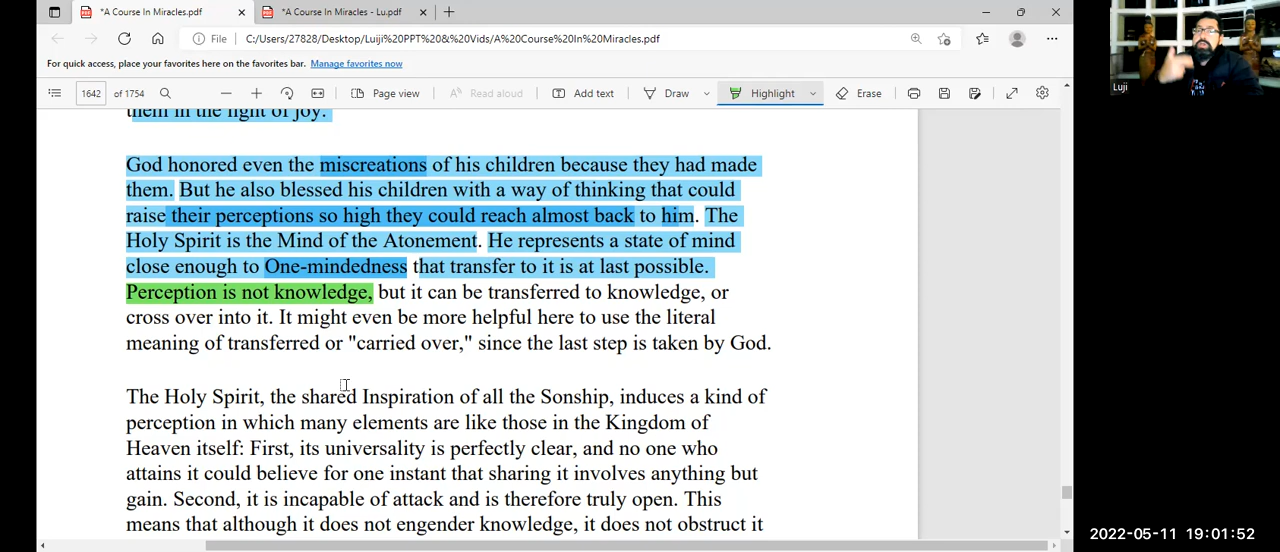 *A Course In Miracles.pdf
*A Course In Miracles - Lu.pdf
File
C:/Users/27828/Desktop/Luiji%20PPT%20&%20Vids/A%20Course%20In%20Miracles.pdf
For quick access, place your favorites here on the favorites bar. Manage favorites now
1642 of 1754
Page view
Read aloud
Add text
Draw
Highlight
Erase
them in the light of joy.
God honored even the miscreations of his children because they had made
them. But he also blessed his children with a way of thinking that could
raise their perceptions so high they could reach almost back to him. The
Holy Spirit is the Mind of the Atonement. He represents a state of mind
close enough to One-mindedness that transfer to it is at last possible.
Perception is not knowledge, but it can be transferred to knowledge, or
cross over into it. It might even be more helpful here to use the literal
meaning of transferred or "carried over," since the last step is taken by God.
The Holy Spirit, the shared Inspiration of all the Sonship, induces a kind of
perception in which many elements are like those in the Kingdom of
Heaven itself: First, its universality is perfectly clear, and no one who
attains it could believe for one instant that sharing it involves anything but
gain. Second, it is incapable of attack and is therefore truly open. This
means that although it does not engender knowledge, it does not obstruct it
Luji
2022-05-11 19:01:52